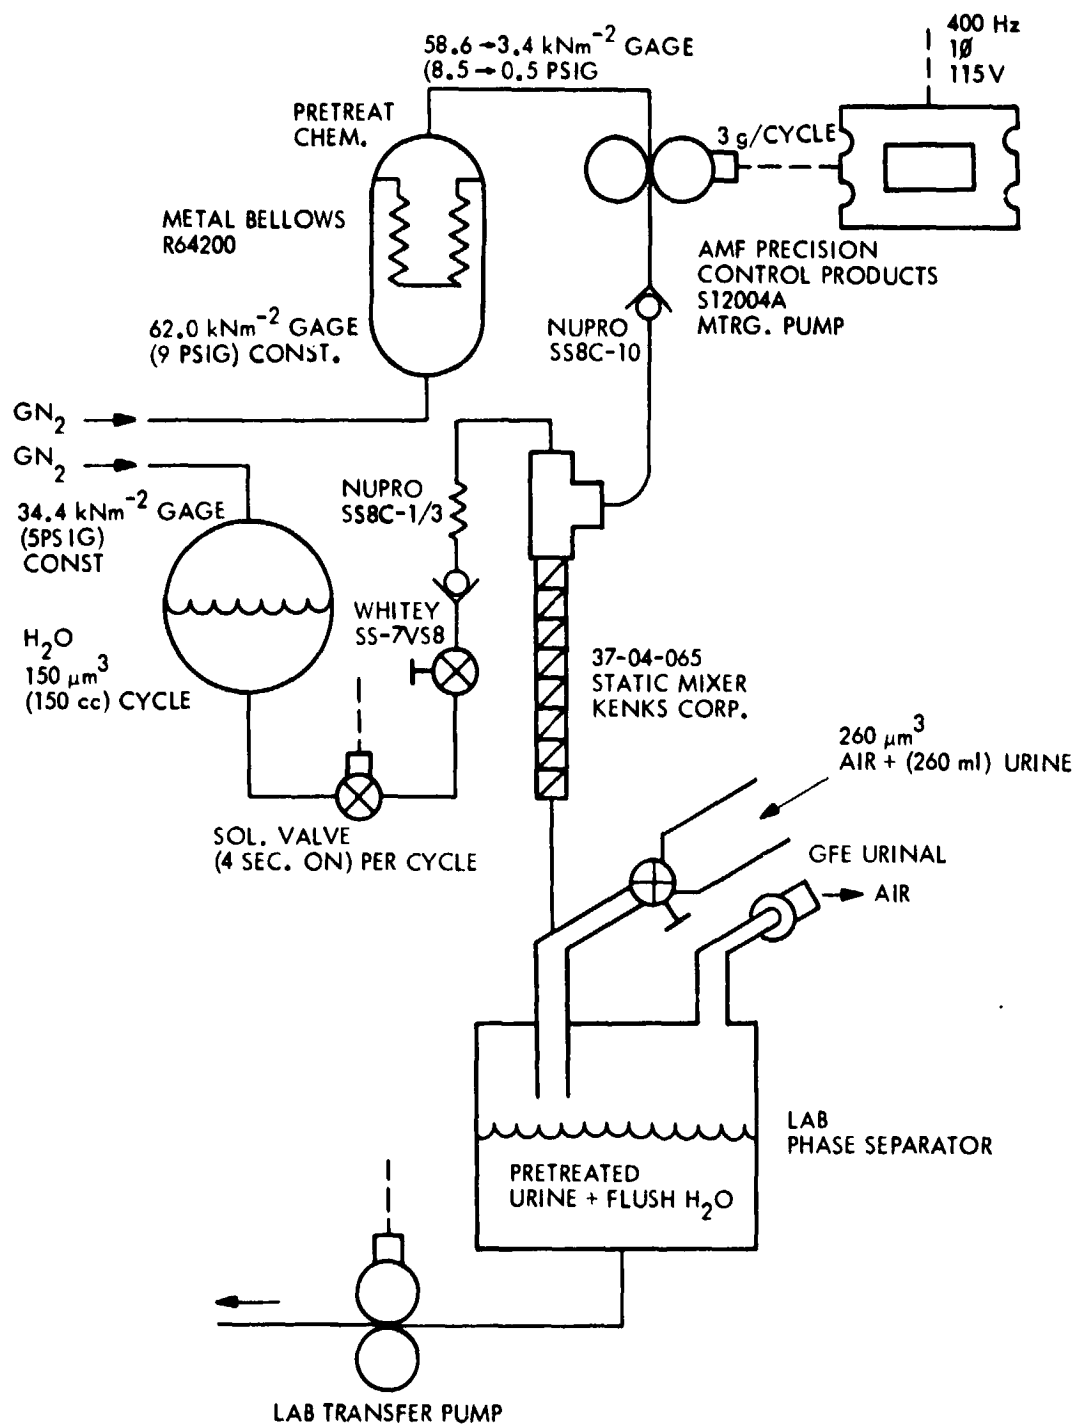 58.6→3.4 kNm⁻² GAGE
(8.5→0.5 PSIG
400 Hz
1Ø
115V
PRETREAT
CHEM.
3 g/CYCLE
METAL BELLOWS
R64200
AMF PRECISION
CONTROL PRODUCTS
S12004A
MTRG. PUMP
62.0 kNm⁻² GAGE
(9 PSIG) CONST.
NUPRO
SS8C-10
GN₂
GN₂
34.4 kNm⁻² GAGE
(5PSIG)
CONST
NUPRO
SS8C-1/3
H₂O
150 μm³
(150 cc) CYCLE
WHITEY
SS-7VS8
37-04-065
STATIC MIXER
KENKS CORP.
SOL. VALVE
(4 SEC. ON) PER CYCLE
260 μm³
AIR + (260 ml) URINE
GFE URINAL
AIR
LAB
PHASE SEPARATOR
PRETREATED
URINE + FLUSH H₂O
LAB TRANSFER PUMP